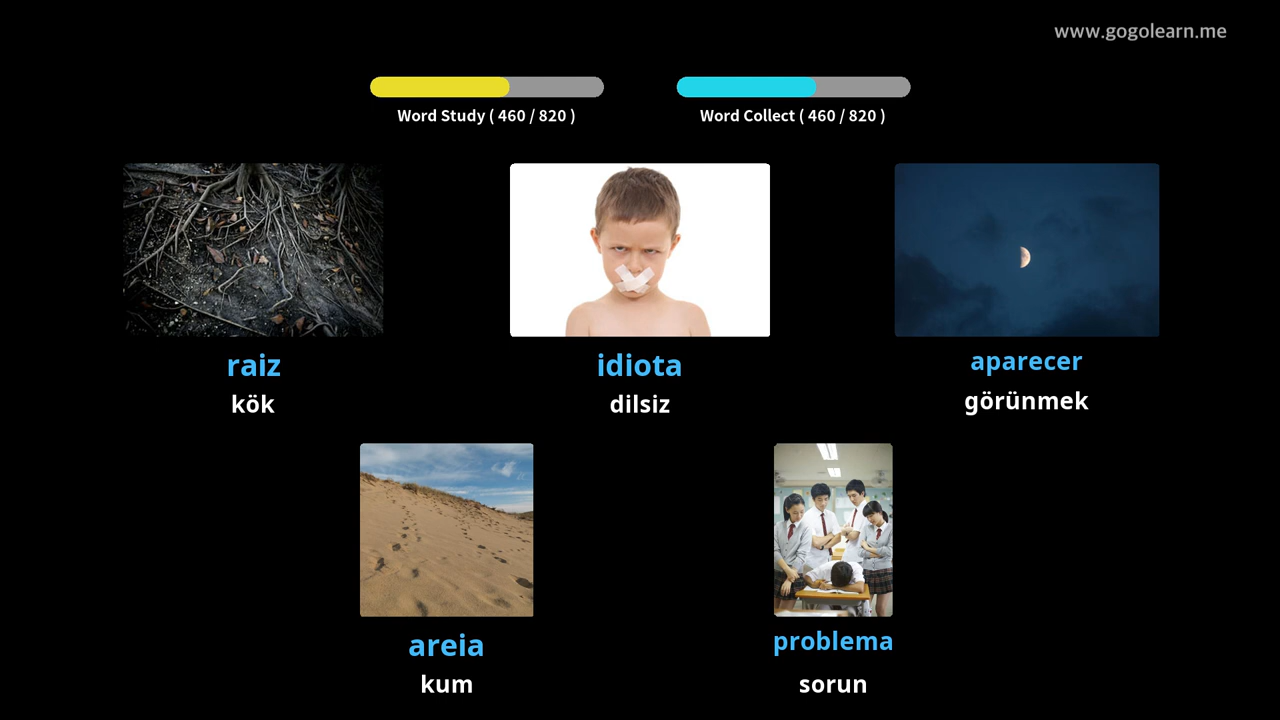 www.gogolearn.me
Word Study ( 460 / 820 )
Word Collect ( 460 / 820 )
raiz
kök
idiota
dilsiz
aparecer
görünmek
areia
kum
problema
sorun